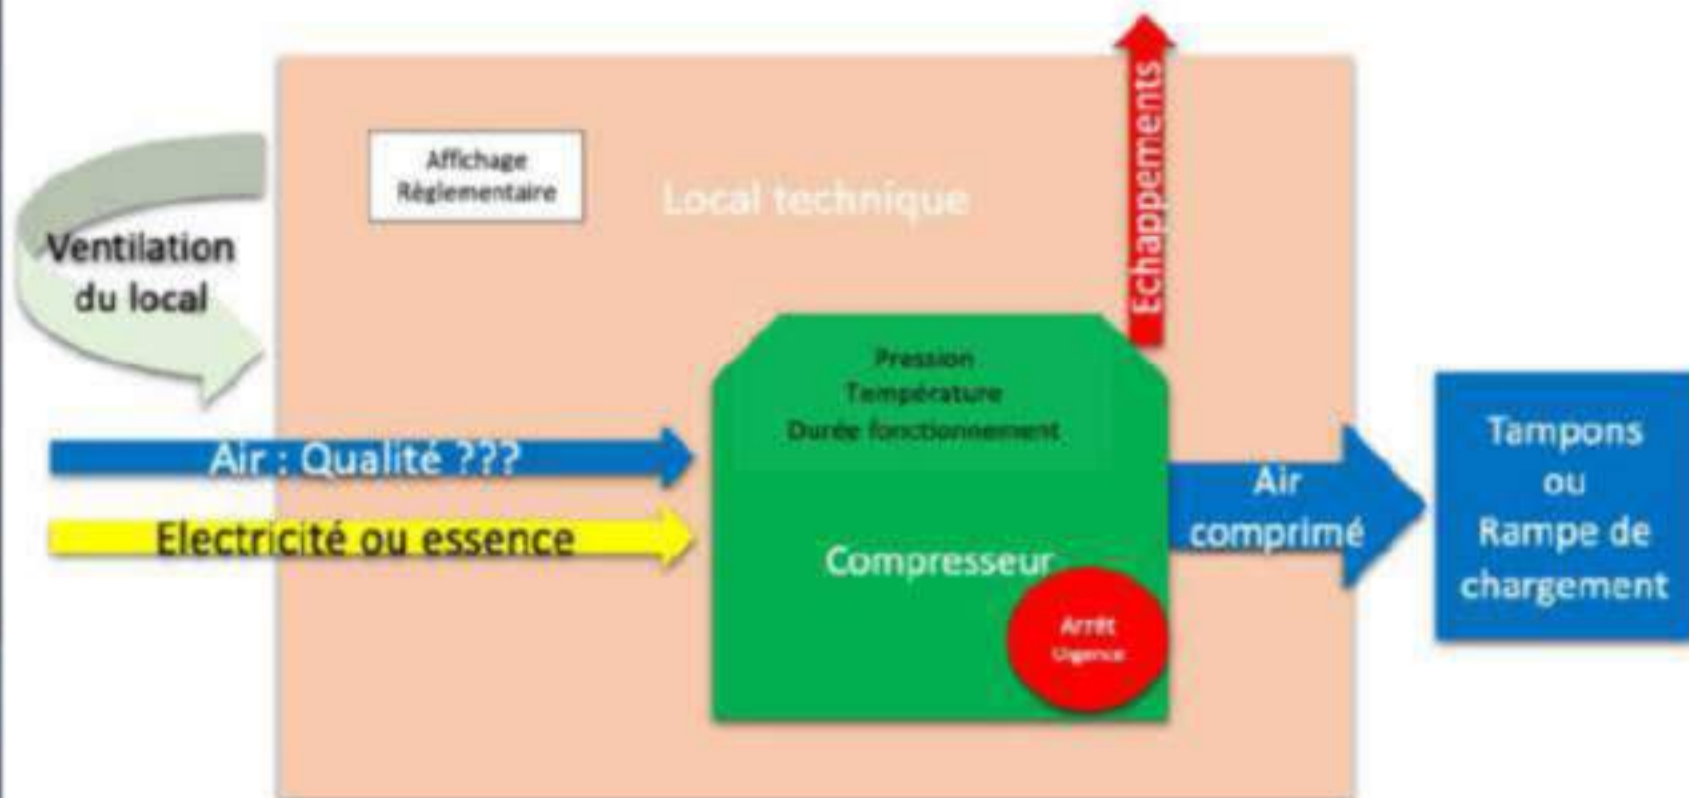 Echappements
Affichage
Règlementaire
Local technique
Ventilation
du local
Pression
Température
Durée fonctionnement
Air : Qualité ???
Electricité ou essence
Compresseur
Arrêt
Urgence
Air
comprimé
Tampons
ou
Rampe de
chargement